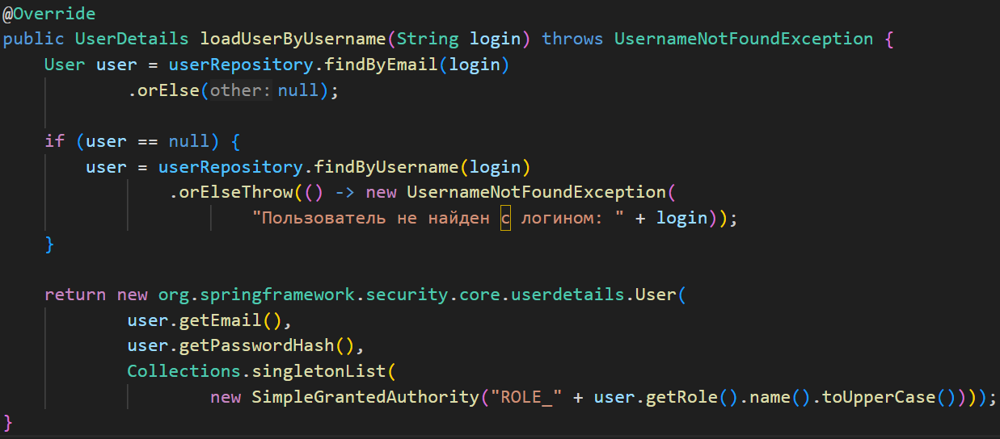 @Override
public UserDetails loadUserByUsername(String login) throws UsernameNotFoundException {
    User user = userRepository.findByEmail(login)
            .orElse(other: null);

    if (user == null) {
        user = userRepository.findByUsername(login)
                .orElseThrow(() -> new UsernameNotFoundException(
                        "Пользователь не найден с логином: " + login));
    }

    return new org.springframework.security.core.userdetails.User(
            user.getEmail(),
            user.getPasswordHash(),
            Collections.singletonList(
                    new SimpleGrantedAuthority("ROLE_" + user.getRole().name().toUpperCase())));
}